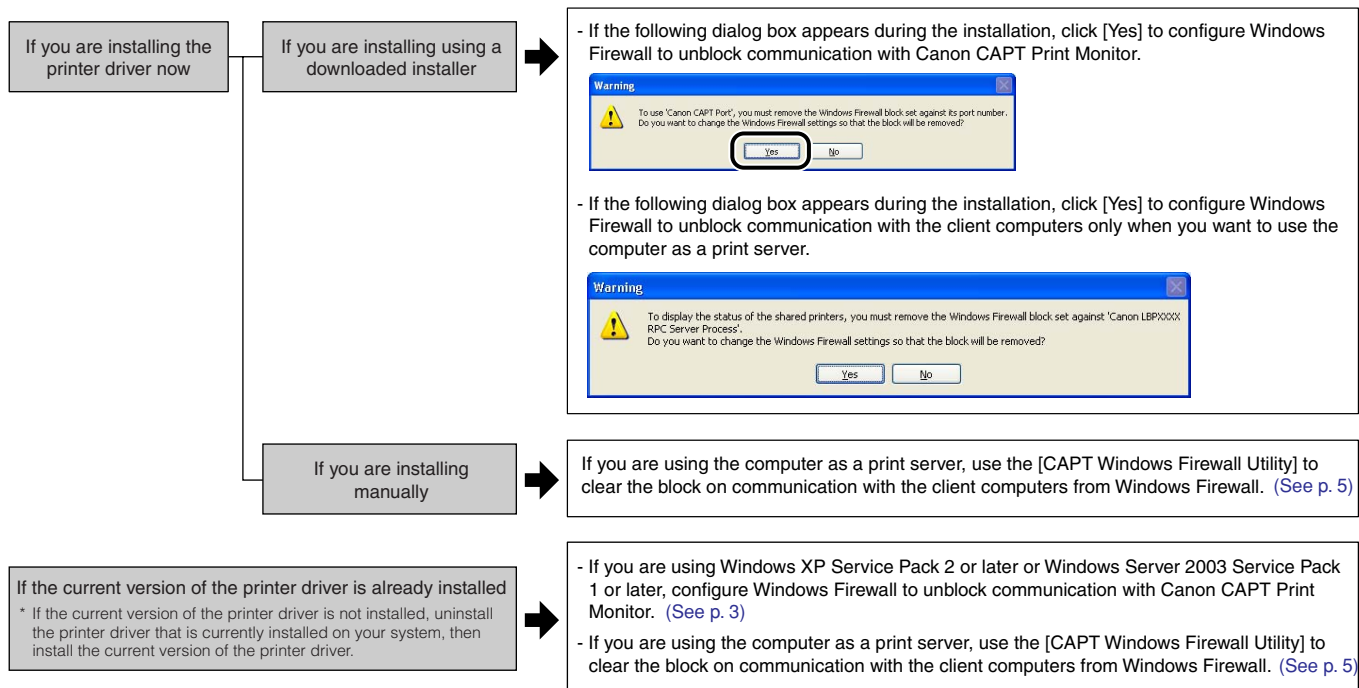 If you are installing the
printer driver now
If you are installing using a
downloaded installer
- If the following dialog box appears during the installation, click [Yes] to configure Windows
Firewall to unblock communication with Canon CAPT Print Monitor.
Warning
To use 'Canon CAPT Port', you must remove the Windows Firewall block set against its port number.
Do you want to change the Windows Firewall settings so that the block will be removed?
Yes No
- If the following dialog box appears during the installation, click [Yes] to configure Windows
Firewall to unblock communication with the client computers only when you want to use the
computer as a print server.
Warning
To display the status of the shared printers, you must remove the Windows Firewall block set against 'Canon LBPXXXX
RPC Server Process'.
Do you want to change the Windows Firewall settings so that the block will be removed?
Yes No
If you are installing
manually
If you are using the computer as a print server, use the [CAPT Windows Firewall Utility] to
clear the block on communication with the client computers from Windows Firewall. (See p. 5)
If the current version of the printer driver is already installed
* If the current version of the printer driver is not installed, uninstall
the printer driver that is currently installed on your system, then
install the current version of the printer driver.
- If you are using Windows XP Service Pack 2 or later or Windows Server 2003 Service Pack
1 or later, configure Windows Firewall to unblock communication with Canon CAPT Print
Monitor. (See p. 3)
- If you are using the computer as a print server, use the [CAPT Windows Firewall Utility] to
clear the block on communication with the client computers from Windows Firewall. (See p. 5)